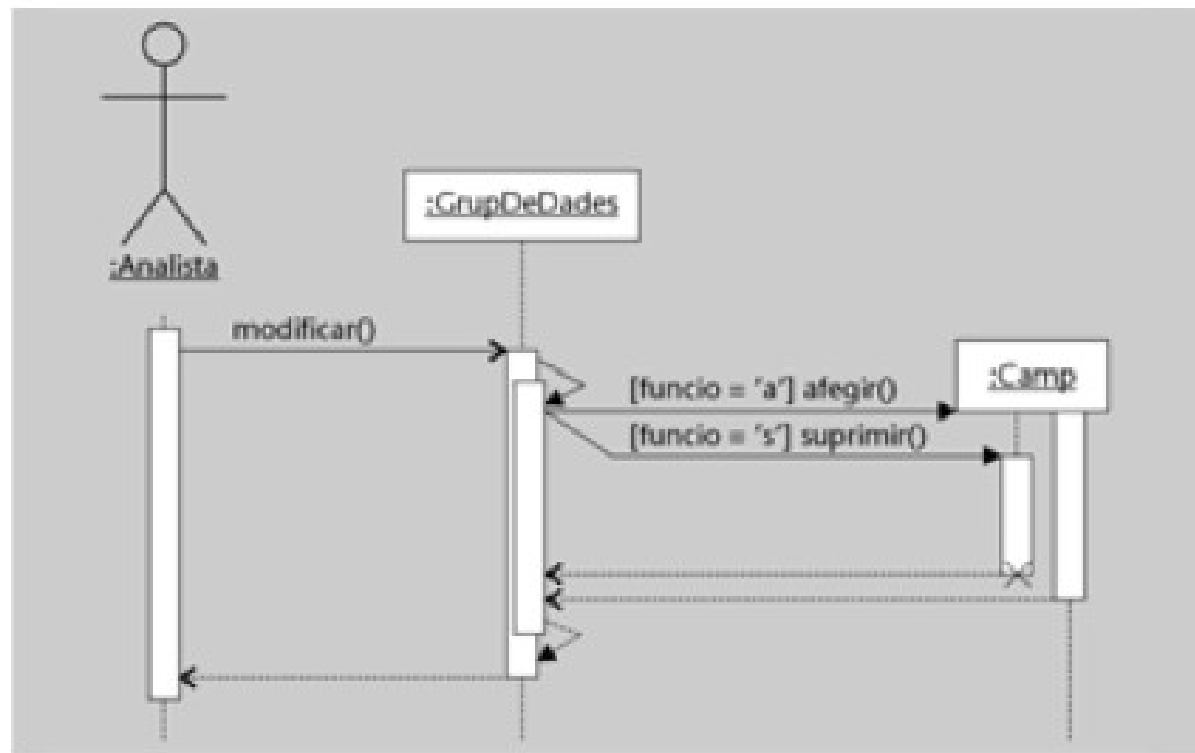 :GrupDeDades
:Analista
modificar()
:Camp
[funcio = 'a'] afegir()
[funcio = 's'] suprimir()